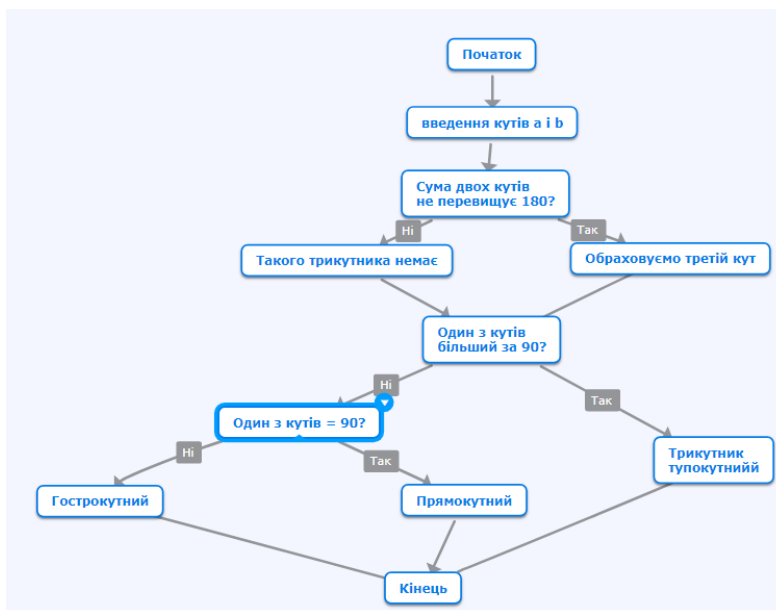 Початок
введення кутів a і b
Сума двох кутів
не перевищує 180?
Ні
Так
Такого трикутника немає
Обраховуємо третій кут
Один з кутів
більший за 90?
Ні
Так
Один з кутів = 90?
Ні
Так
Трикутник
тупокутнийй
Гострокутний
Прямокутний
Кінець